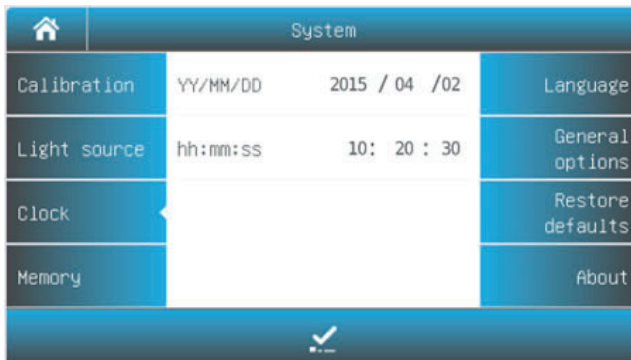 System
Calibration
Light source
Clock
Memory
YY/MM/DD 2015 / 04 /02
hh:mm:ss 10: 20 : 30
Language
General
options
Restore
defaults
About